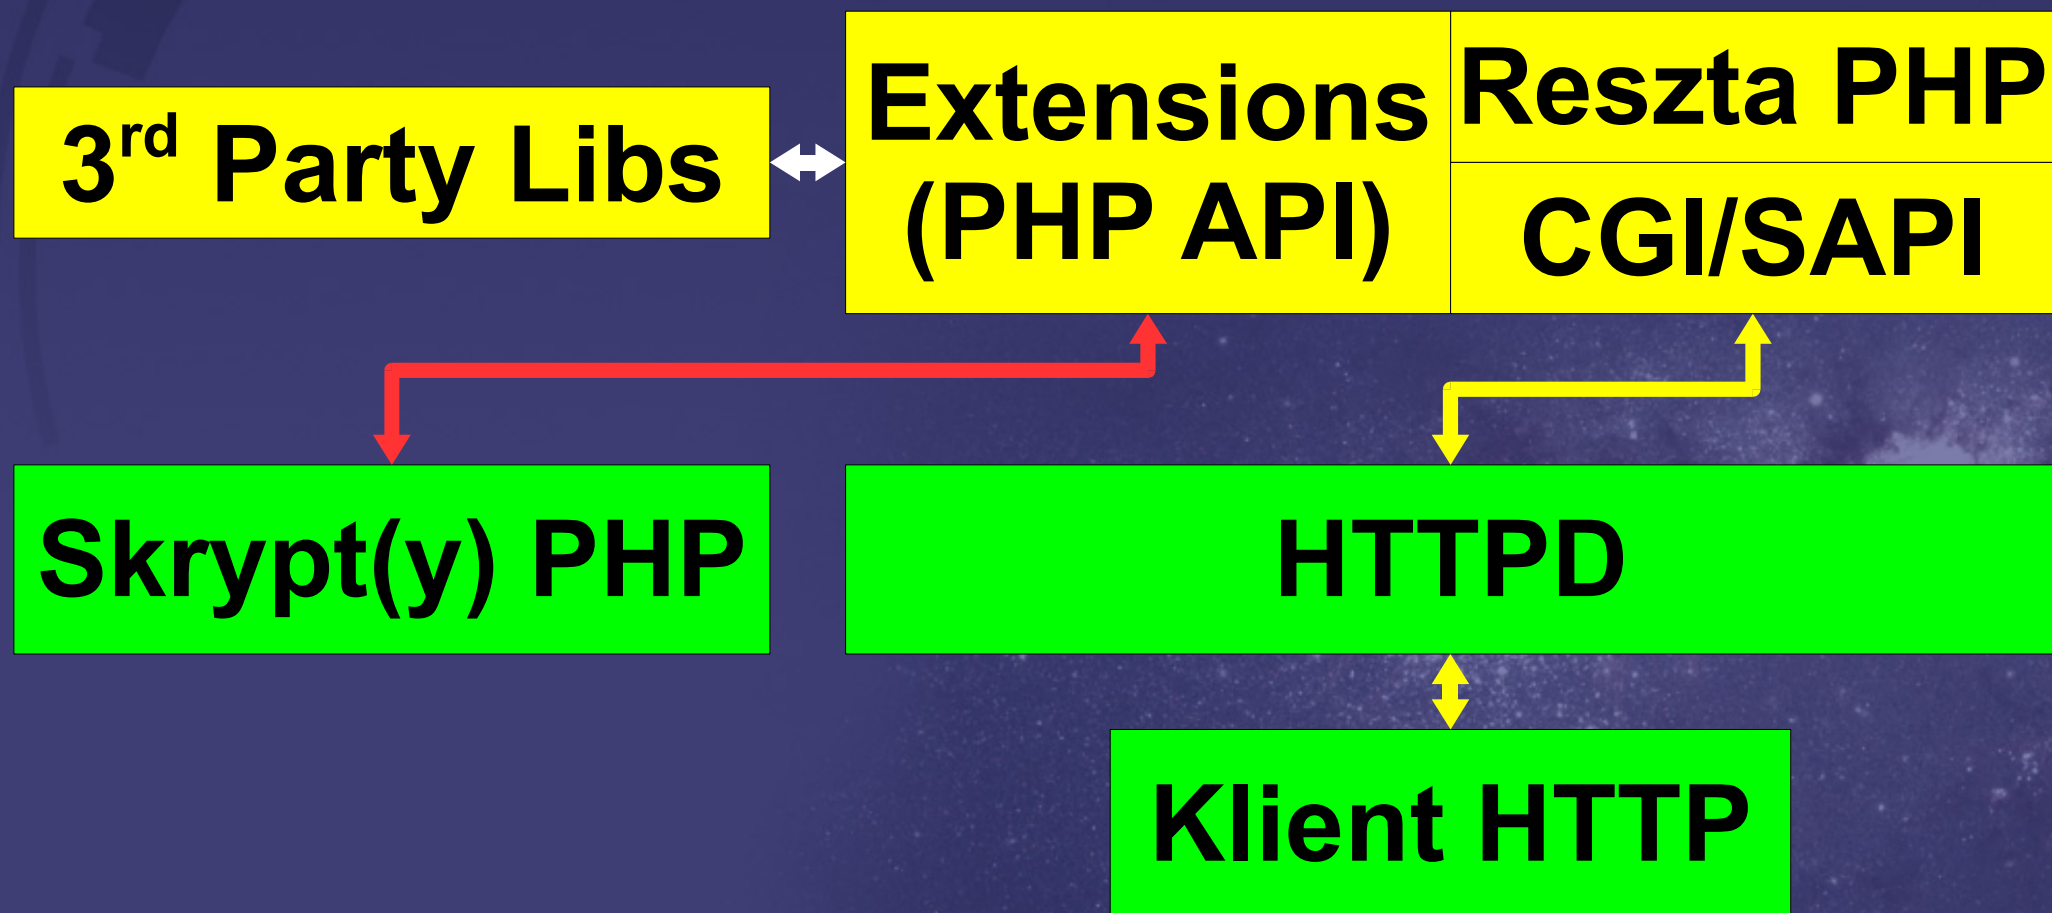 3rd Party Libs
Extensions
(PHP API)
Reszta PHP
CGI/SAPI
Skrypt(y) PHP
HTTPD
Klient HTTP